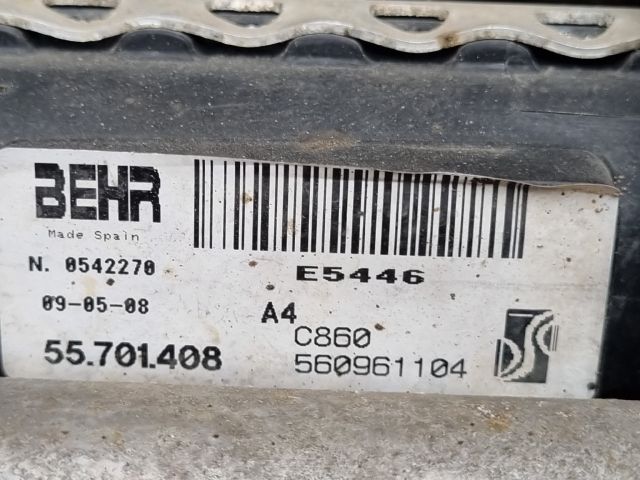 BEHR
Made Spain
N. 0542270
E5446
09-05-08
A4
C860
55.701.408
560961104